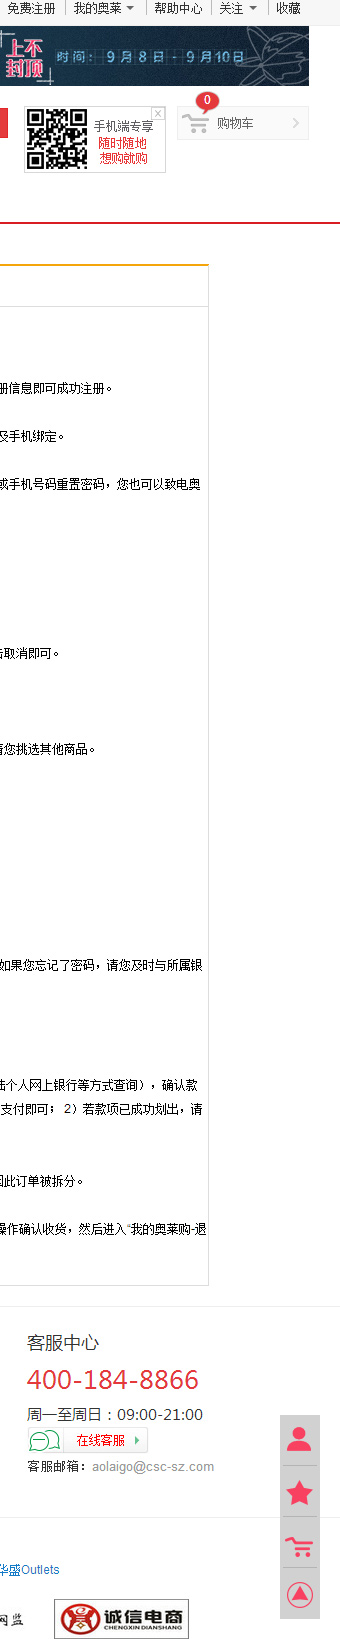 免费注册 我的奥莱 帮助中心 关注 收藏
上不
封顶
时间：9月8日 - 9月10日
手机端专享
随时随地
想购就购
0
购物车
册信息即可成功注册。
及手机绑定。
或手机号码重置密码，您也可以致电奥
击取消即可。
请您挑选其他商品。
如果您忘记了密码，请您及时与所属银
陆个人网上银行等方式查询），确认款
支付即可； 2）若款项已成功划出，请
因此订单被拆分。
操作确认收货，然后进入“我的奥莱购-退
客服中心
400-184-8866
周一至周日：09:00-21:00
在线客服
客服邮箱：aolaigo@csc-sz.com
华盛Outlets
网监
诚信电商
CHENGXIN DIANSHANG